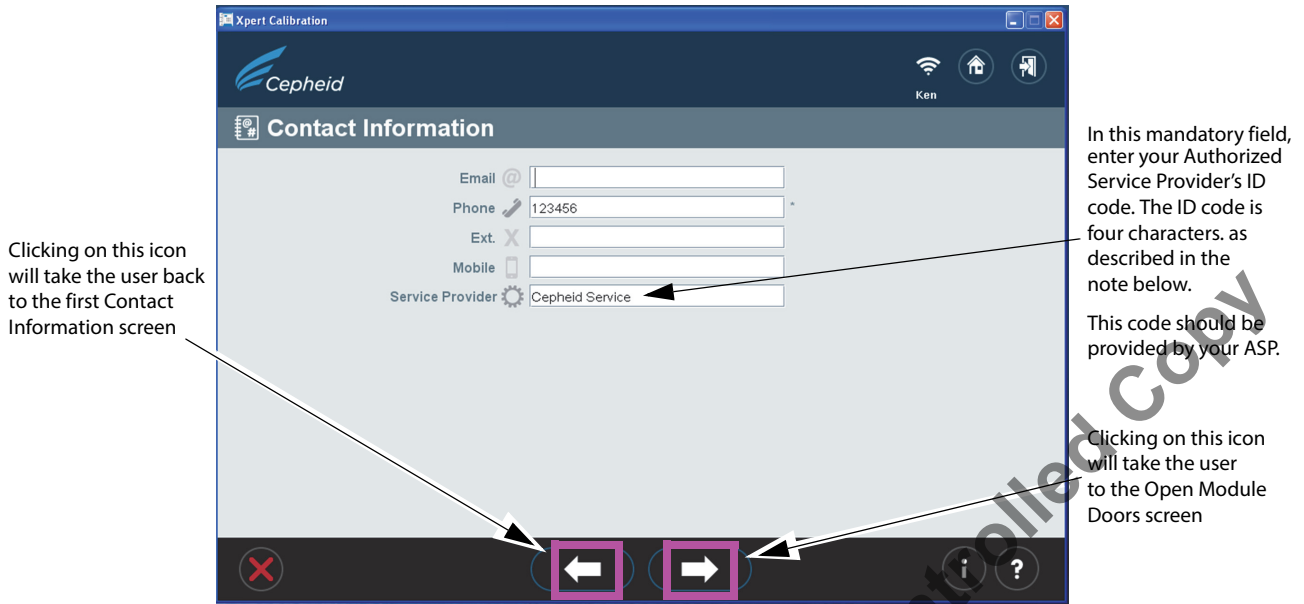 Xpert Calibration
Cepheid
Ken
Contact Information
Email @
Phone 123456 *
Ext. X
Mobile
Service Provider Cepheid Service
Clicking on this icon
will take the user back
to the first Contact
Information screen
In this mandatory field,
enter your Authorized
Service Provider’s ID
code. The ID code is
four characters. as
described in the
note below.
This code should be
provided by your ASP.
Clicking on this icon
will take the user
to the Open Module
Doors screen
i ?
ntrolled Copy